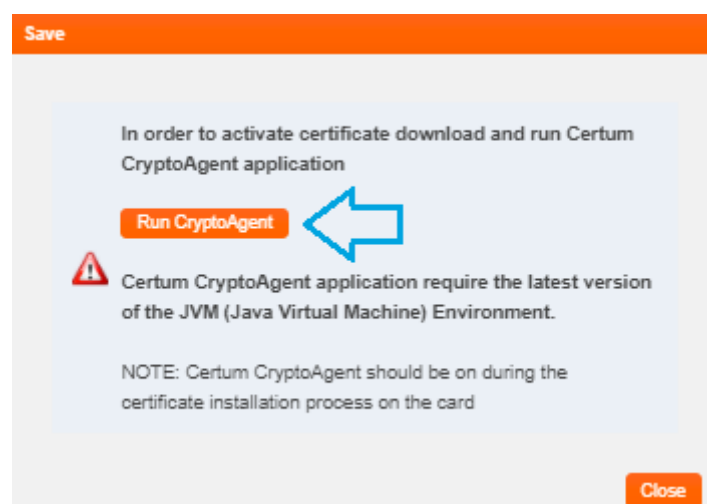 Save
In order to activate certificate download and run Certum
CryptoAgent application
Run CryptoAgent
Certum CryptoAgent application require the latest version
of the JVM (Java Virtual Machine) Environment.
NOTE: Certum CryptoAgent should be on during the
certificate installation process on the card
Close